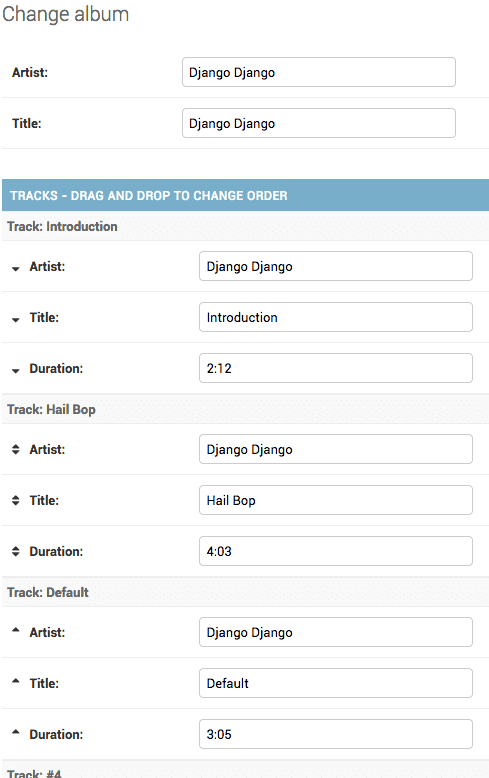 Change album
Artist: Django Django
Title: Django Django
TRACKS - DRAG AND DROP TO CHANGE ORDER
Track: Introduction
Artist: Django Django
Title: Introduction
Duration: 2:12
Track: Hail Bop
Artist: Django Django
Title: Hail Bop
Duration: 4:03
Track: Default
Artist: Django Django
Title: Default
Duration: 3:05
Track: #4